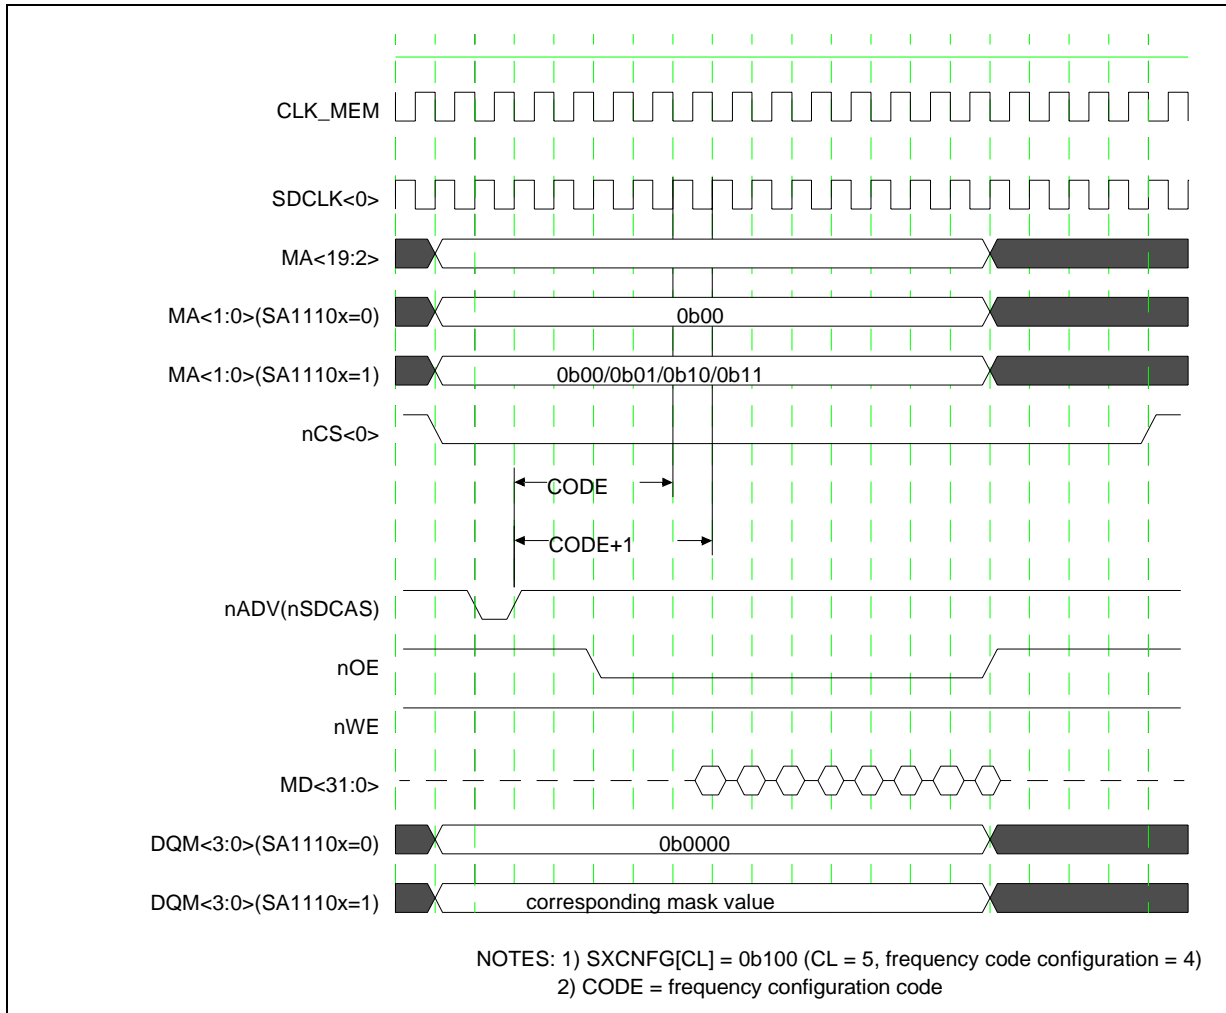 CLK_MEM
SDCLK<0>
MA<19:2>
MA<1:0>(SA1110x=0)
0b00
MA<1:0>(SA1110x=1)
0b00/0b01/0b10/0b11
nCS<0>
CODE
CODE+1
nADV(nSDCAS)
nOE
nWE
MD<31:0>
DQM<3:0>(SA1110x=0)
0b0000
DQM<3:0>(SA1110x=1)
corresponding mask value
NOTES: 1) SXCNFG[CL] = 0b100 (CL = 5, frequency code configuration = 4)
2) CODE = frequency configuration code